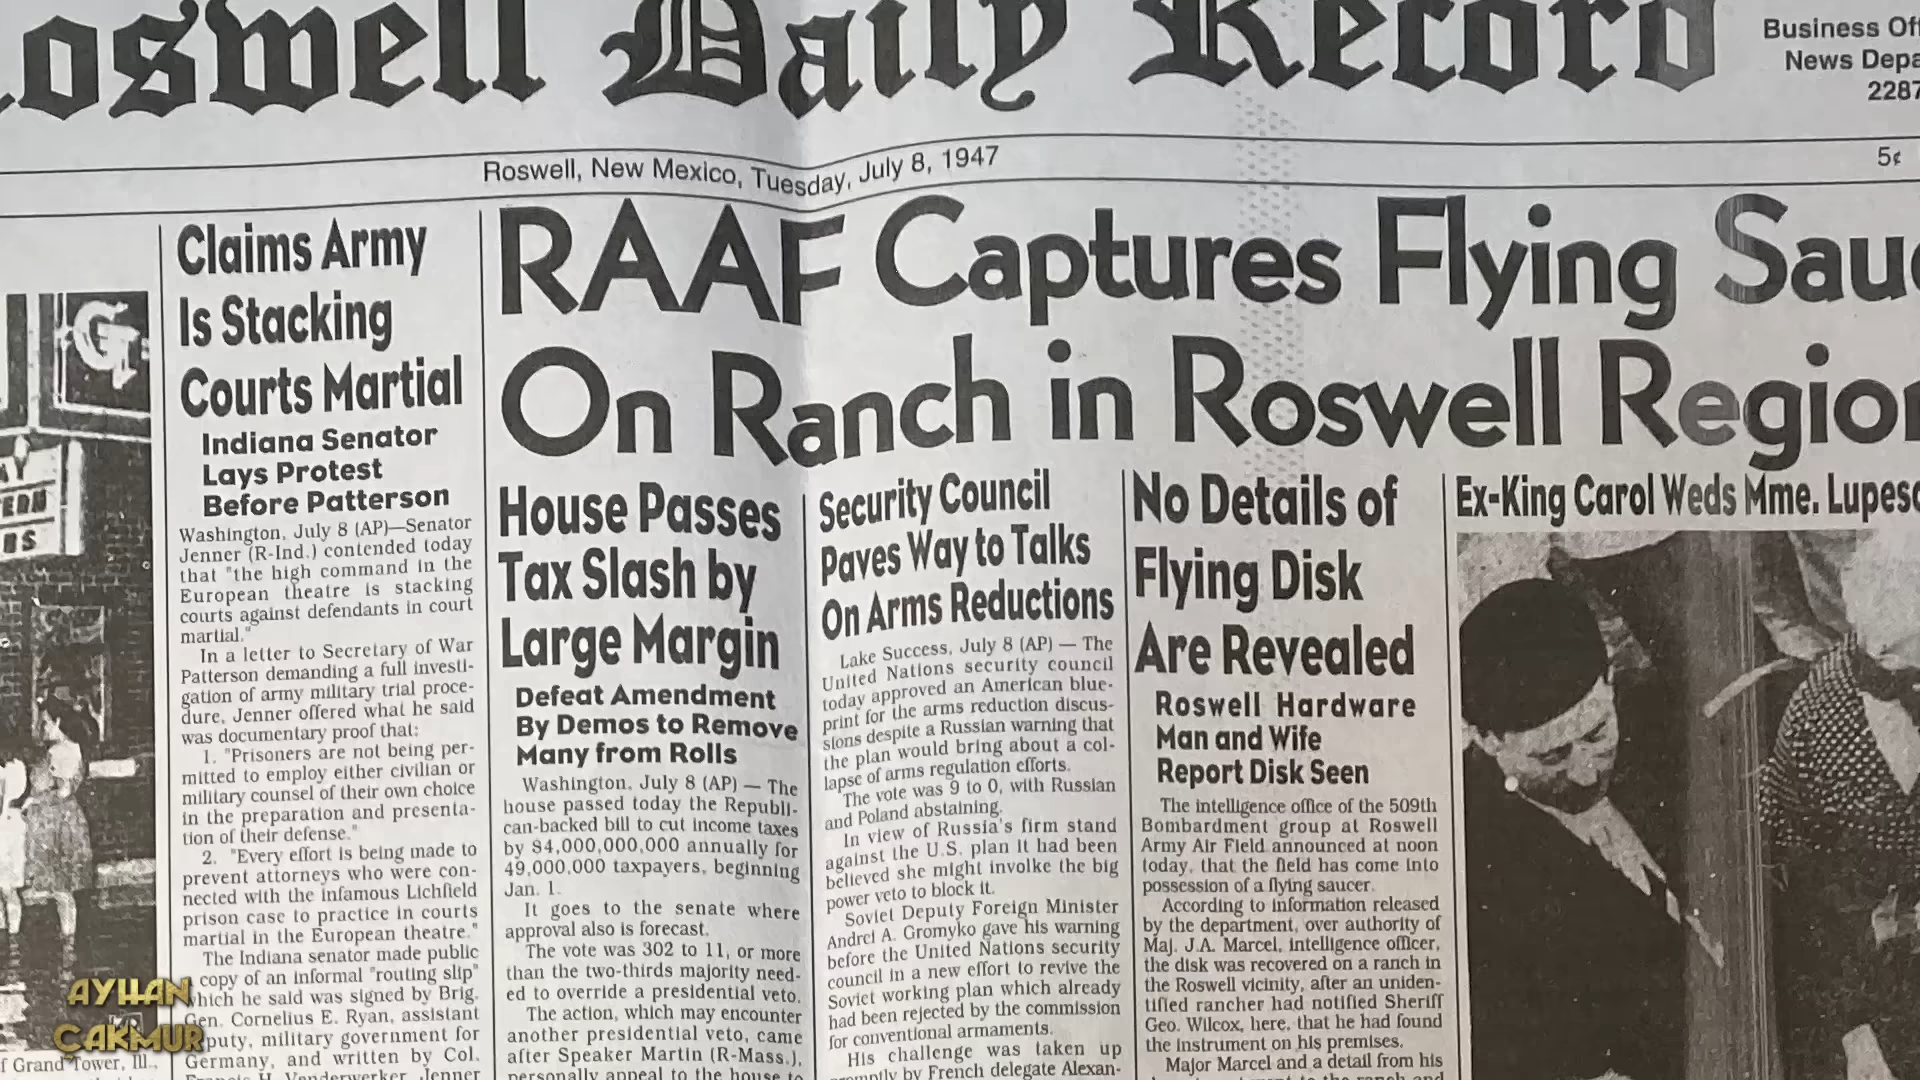 Roswell Daily Record
Business
News
2287
Roswell, New Mexico, Tuesday, July 8, 1947
5¢
RAAF Captures Flying
On Ranch in Roswell Region
Claims Army
Is Stacking
Courts Martial
Indiana Senator
Lays Protest
Before Patterson
Washington, July 8 (AP)—Senator
Jenner (R-Ind.) contended today
that "the high command in the
European theatre is stacking
courts against defendants in court
martial."
In a letter to Secretary of War
Patterson demanding a full investi-
gation of army military trial proce-
dure, Jenner offered what he said
was documentary proof that:
1. "Prisoners are not being per-
mitted to employ either civilian or
military counsel of their own choice
in the preparation and presenta-
tion of their defense."
2. "Every effort is being made to
prevent attorneys who were con-
nected with the infamous Lichfield
prison case to practice in courts
martial in the European theatre."
The Indiana senator made public
copy of an informal "routing slip"
which he said was signed by Brig.
Gen. Cornelius E. Ryan, assistant
puty, military government for
Germany, and written by Col.
Jenner
House Passes
Tax Slash by
Large Margin
Defeat Amendment
By Demos to Remove
Many from Rolls
Washington, July 8 (AP) — The
house passed today the Republi-
can-backed bill to cut income taxes
by $4,000,000,000 annually for
49,000,000 taxpayers, beginning
Jan. 1.
It goes to the senate where
approval also is forecast.
The vote was 302 to 11, or more
than the two-thirds majority need-
ed to override a presidential veto.
The action, which may encounter
another presidential veto, came
after Speaker Martin (R-Mass.),
personally appeal to the house to
Security Council
Paves Way to Talks
On Arms Reductions
Lake Success, July 8 (AP) — The
United Nations security council
today approved an American blue-
print for the arms reduction discus-
sions despite a Russian warning that
the plan would bring about a col-
lapse of arms regulation efforts.
The vote was 9 to 0, with Russian
and Poland abstaining.
In view of Russia's firm stand
against the U.S. plan it had been
believed she might involke the big
power veto to block it.
Soviet Deputy Foreign Minister
Andrei A. Gromyko gave his warning
before the United Nations security
council in a new effort to revive the
Soviet working plan which already
had been rejected by the commission
for conventional armaments.
His challenge was taken up
by French delegate Alexan-
No Details of
Flying Disk
Are Revealed
Roswell Hardware
Man and Wife
Report Disk Seen
The intelligence office of the 509th
Bombardment group at Roswell
Army Air Field announced at noon
today, that the field has come into
possession of a flying saucer.
According to information released
by the department, over authority of
Maj. J.A. Marcel, intelligence officer,
the disk was recovered on a ranch in
the Roswell vicinity, after an uniden-
tified rancher had notified Sheriff
Geo. Wilcox, here, that he had found
the instrument on his premises.
Major Marcel and a detail from his
Ex-King Carol Weds Mme. Lupesc
f Grand Tower, Ill.,
AYHAN
ÇAKMUR